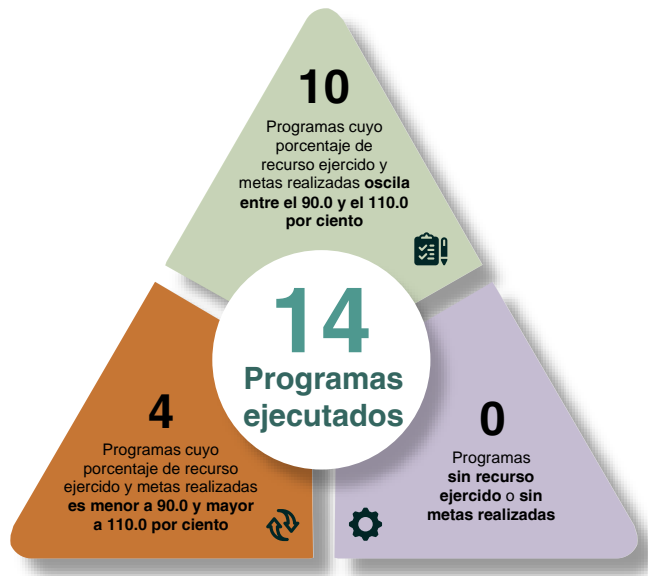 10
Programas cuyo
porcentaje de
recurso ejercido y
metas realizadas oscila
entre el 90.0 y el 110.0
por ciento
14
Programas
ejecutados
4
Programas cuyo
porcentaje de recurso
ejercido y metas realizadas
es menor a 90.0 y mayor
a 110.0 por ciento
0
Programas
sin recurso
ejercido o sin
metas realizadas